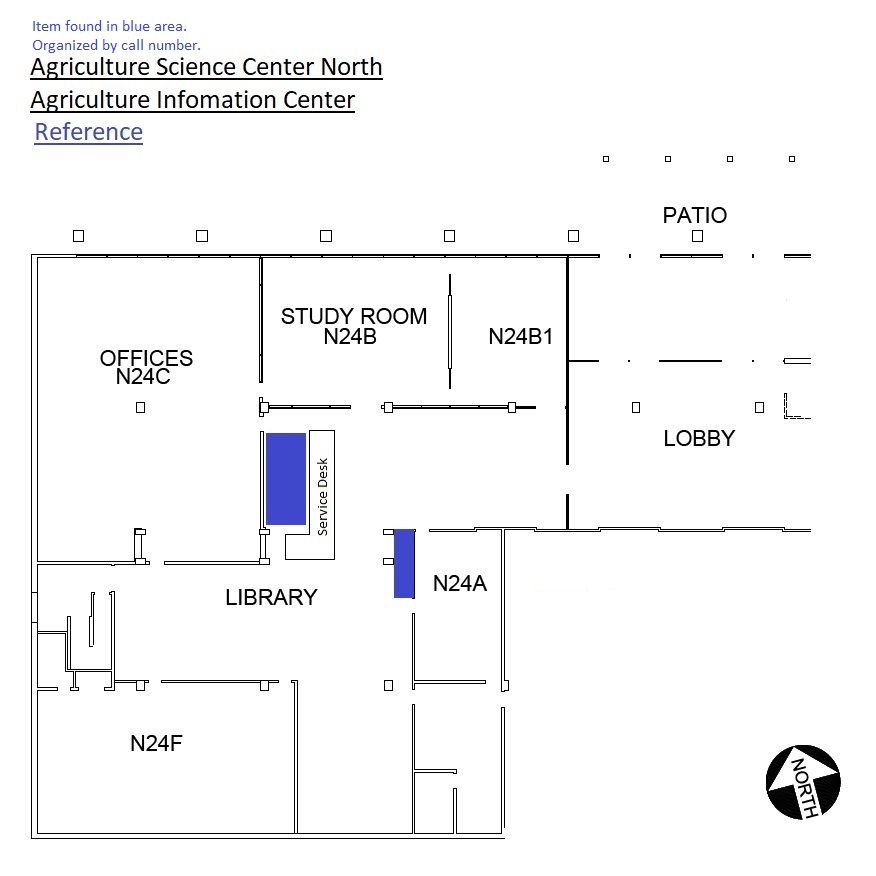 Item found in blue area.
Organized by call number.
Agriculture Science Center North
Agriculture Infomation Center
Reference
PATIO
STUDY ROOM
N24B
N24B1
OFFICES
N24C
LOBBY
Service Desk
N24A
LIBRARY
N24F
NORTH